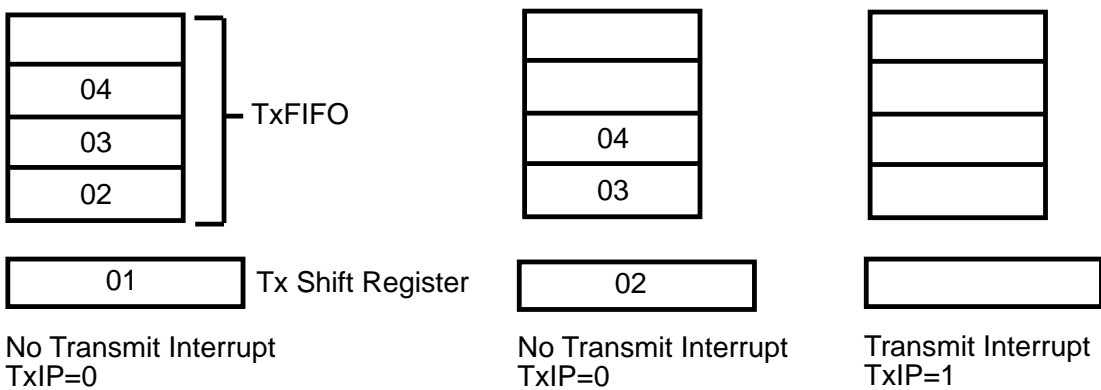 04
03
02
TxFIFO
01
Tx Shift Register
No Transmit Interrupt
TxIP=0
04
03
02
No Transmit Interrupt
TxIP=0
Transmit Interrupt
TxIP=1